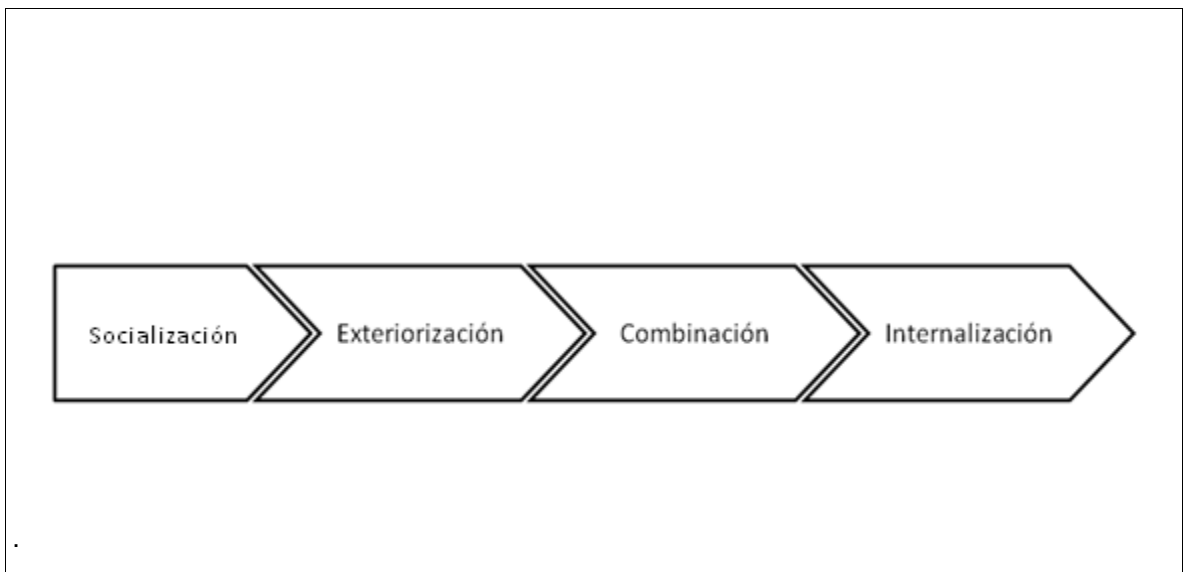 Socialización
Exteriorización
Combinación
Internalización
.